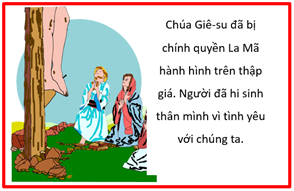 Chúa Giê-su đã bị
chính quyền La Mã
hành hình trên thập
giá. Người đã hi sinh
thân mình vì tình yêu
với chúng ta.